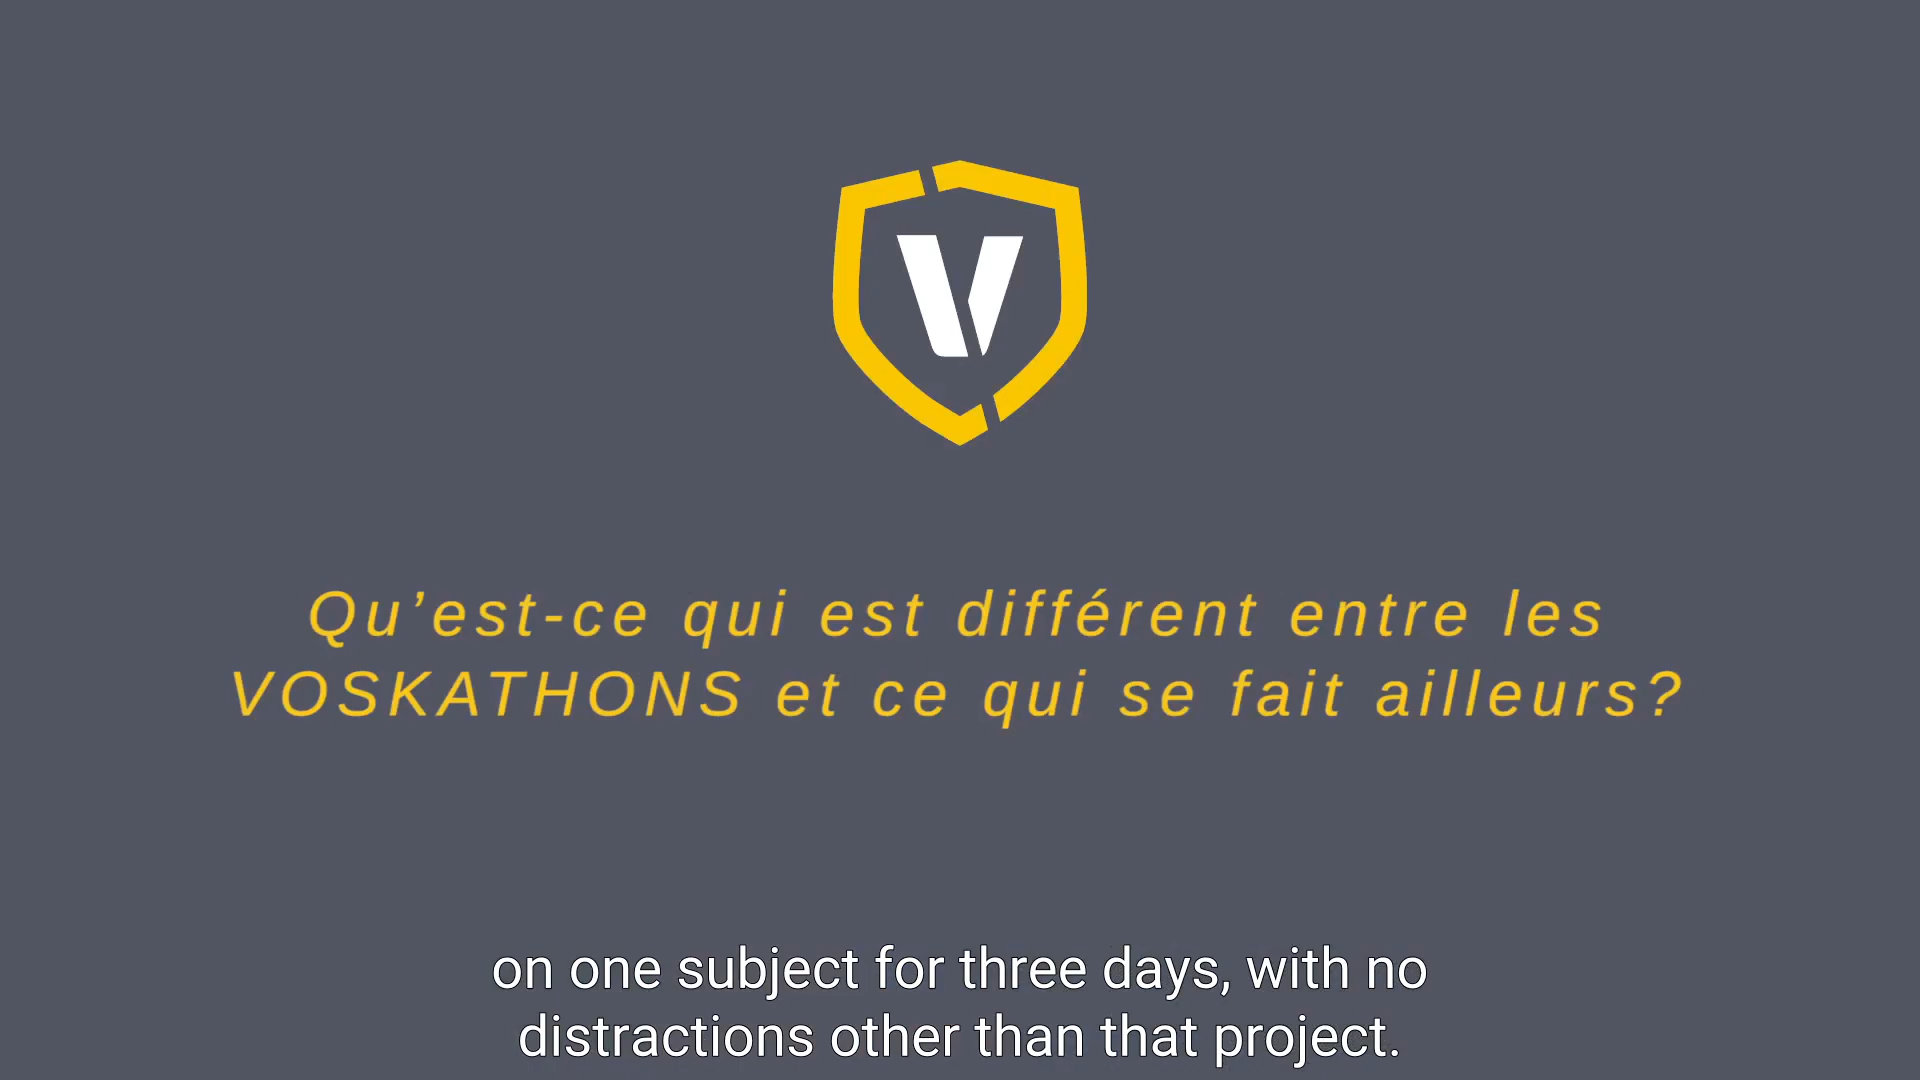 V
Qu’est-ce qui est différent entre les
VOSKATHONS et ce qui se fait ailleurs?
on one subject for three days, with no
distractions other than that project.